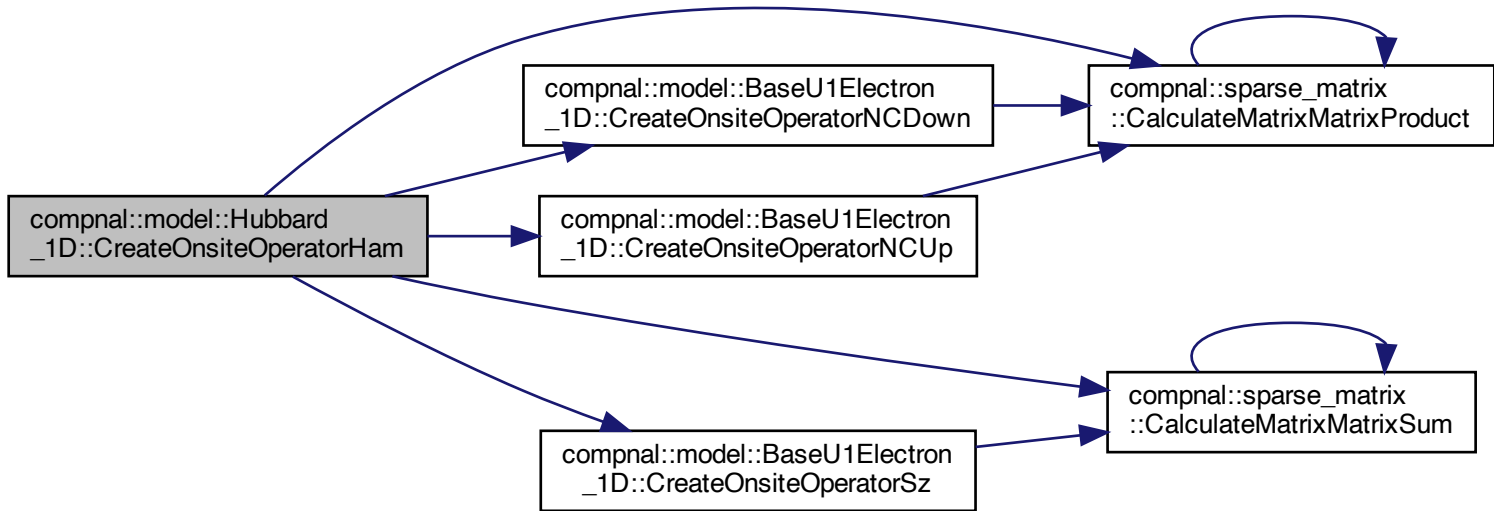 compnal::model::Hubbard
_1D::CreateOnsiteOperatorHam
compnal::model::BaseU1Electron
_1D::CreateOnsiteOperatorNCDown
compnal::sparse_matrix
::CalculateMatrixMatrixProduct
compnal::model::BaseU1Electron
_1D::CreateOnsiteOperatorNCUp
compnal::model::BaseU1Electron
_1D::CreateOnsiteOperatorSz
compnal::sparse_matrix
::CalculateMatrixMatrixSum